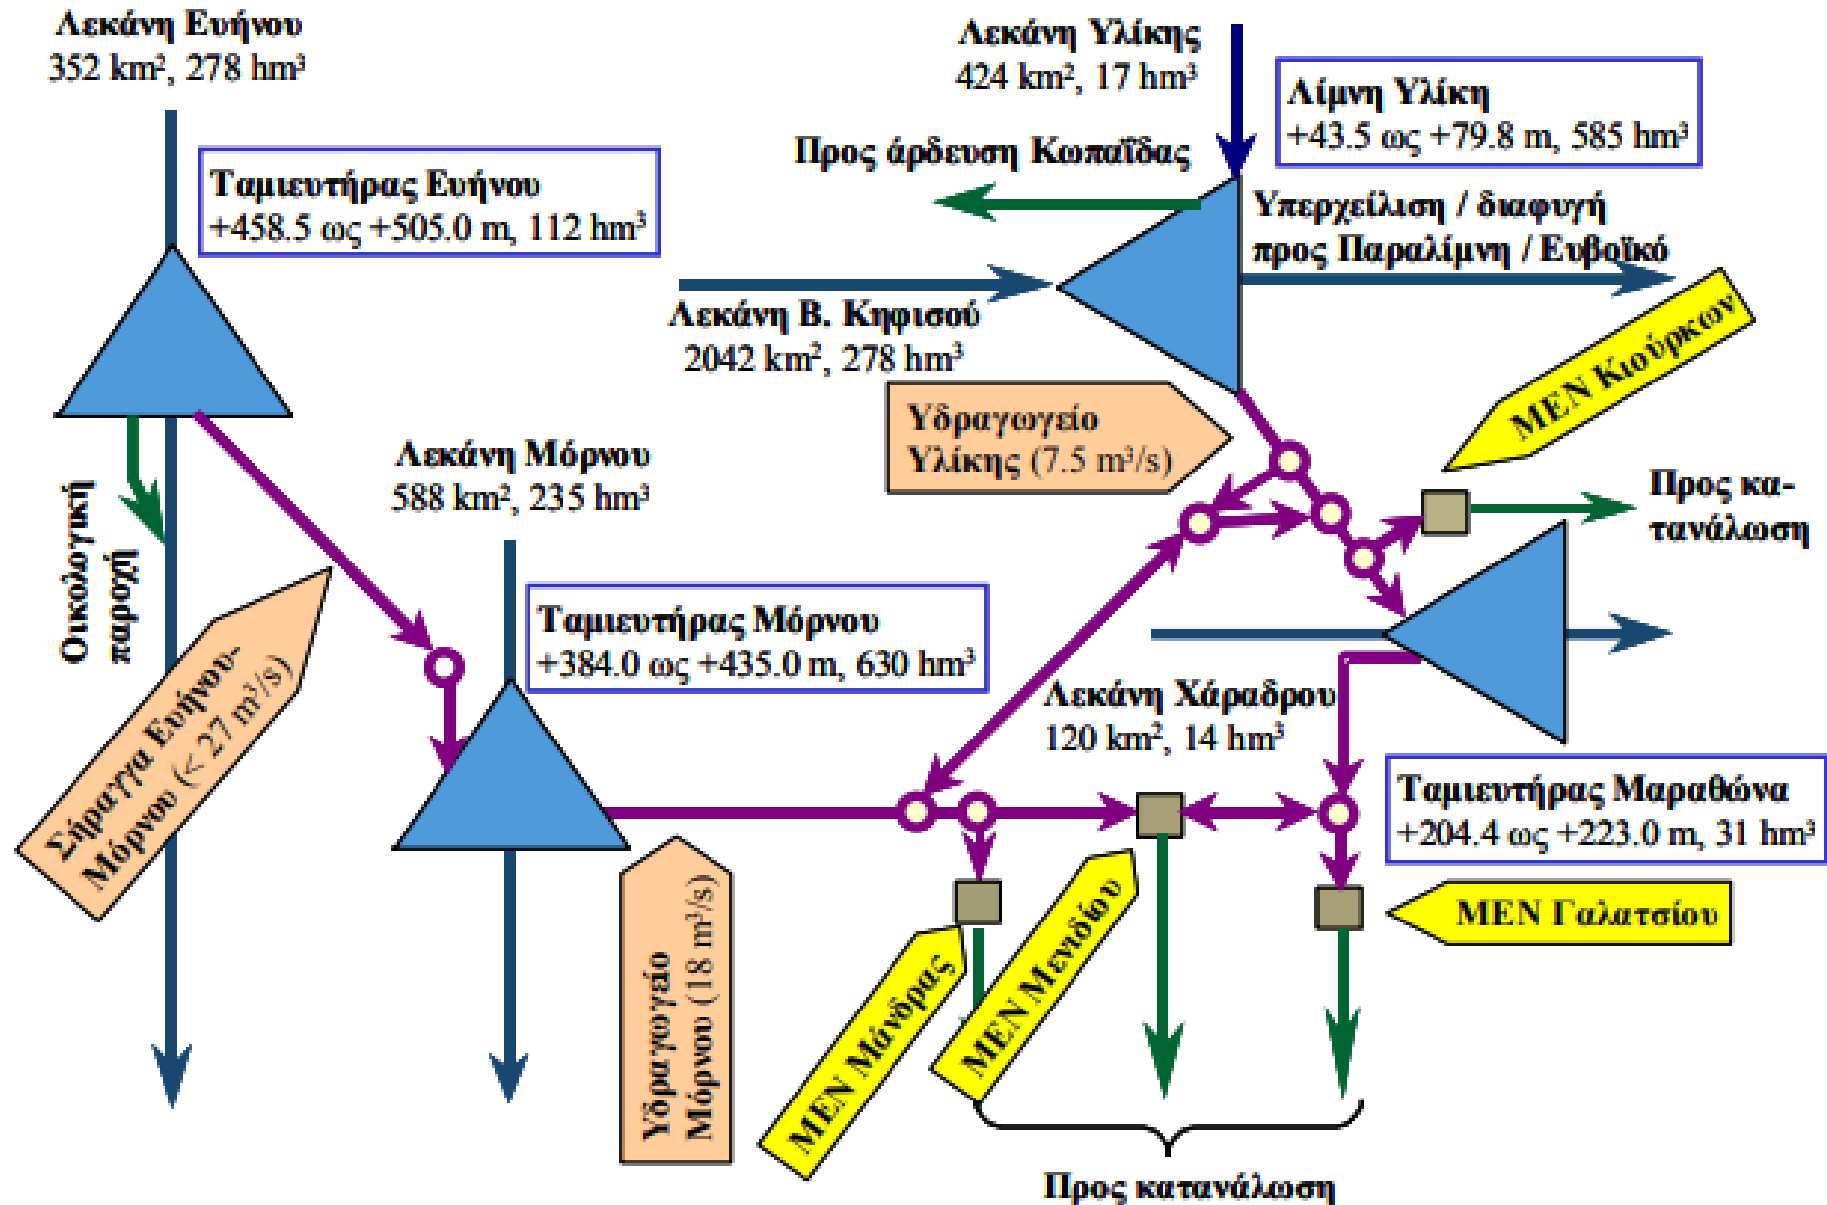 Λεκάνη Ευήνου
352 km², 278 hm³
Λεκάνη Υλίκης
424 km², 17 hm³
Λίμνη Υλίκη
+43.5 ως +79.8 m, 585 hm³
Προς άρδευση Κωπαΐδας
Ταμιευτήρας Ευήνου
+458.5 ως +505.0 m, 112 hm³
Υπερχείλιση / διαφυγή
προς Παραλίμνη / Ευβοϊκό
Λεκάνη Β. Κηφισού
2042 km², 278 hm³
ΜΕΝ Κιούρκων
Υδραγωγείο
Υλίκης (7.5 m³/s)
Λεκάνη Μόρνου
588 km², 235 hm³
Προς κα-
τανάλωση
Οικολογική
παροχή
Ταμιευτήρας Μόρνου
+384.0 ως +435.0 m, 630 hm³
Σήραγγα Ευήνου-
Μόρνου (< 27 m³/s)
Λεκάνη Χάραδρου
120 km², 14 hm³
Ταμιευτήρας Μαραθώνα
+204.4 ως +223.0 m, 31 hm³
Υδραγωγείο
Μόρνου (18 m³/s)
ΜΕΝ Μάνδρας
ΜΕΝ Μενιδίου
ΜΕΝ Γαλατσίου
Προς κατανάλωση